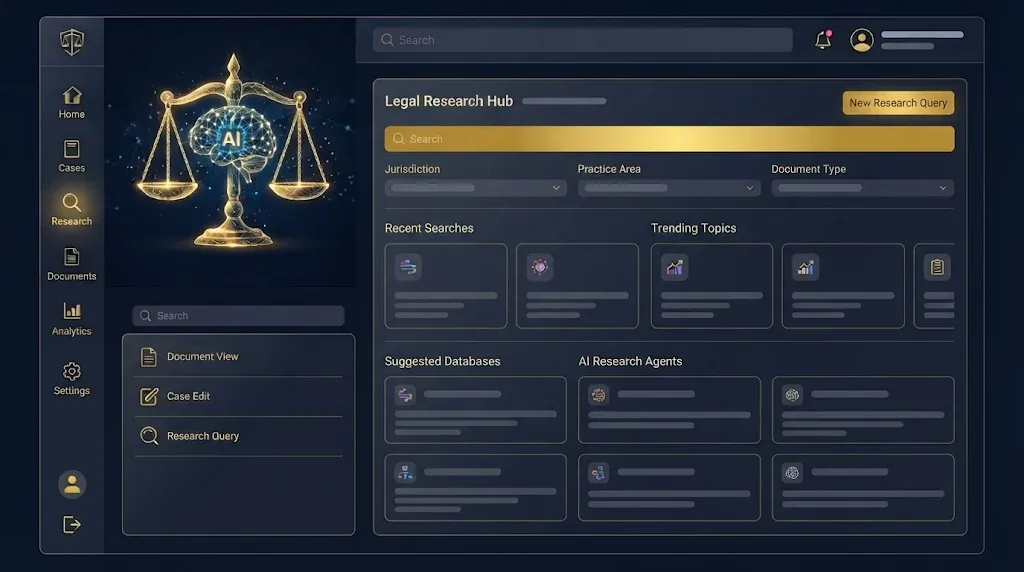 Home
Cases
Research
Documents
Analytics
Settings
AI
Search
Document View
Case Edit
Research Query
Search
Legal Research Hub
New Research Query
Search
Jurisdiction
Practice Area
Document Type
Recent Searches
Trending Topics
Suggested Databases
AI Research Agents